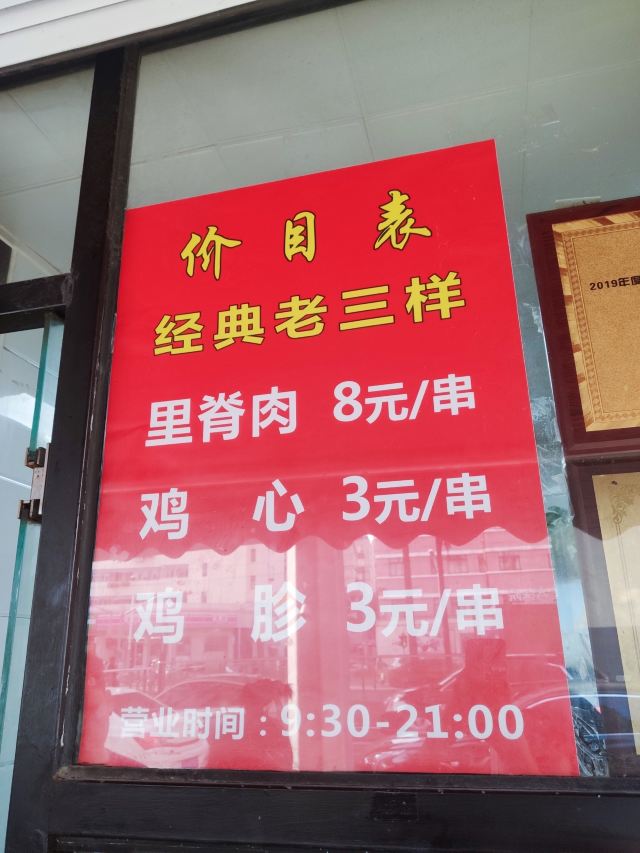 价目表
经典老三样
里脊肉 8元/串
鸡心 3元/串
鸡胗 3元/串
营业时间：9:30-21:00
2019年度